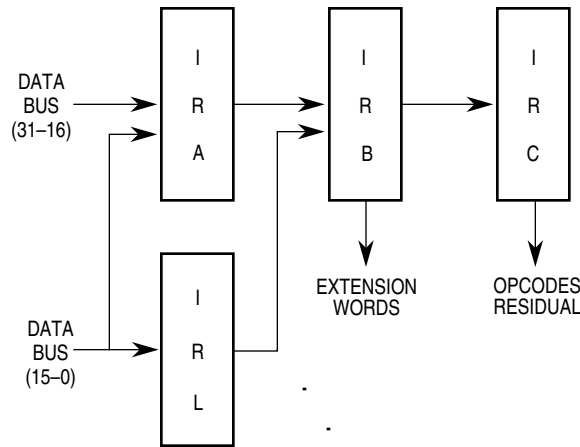 DATA
BUS
(31–16)
I
R
A
I
R
B
I
R
C
EXTENSION
WORDS
OPCODES
RESIDUAL
DATA
BUS
(15–0)
I
R
L